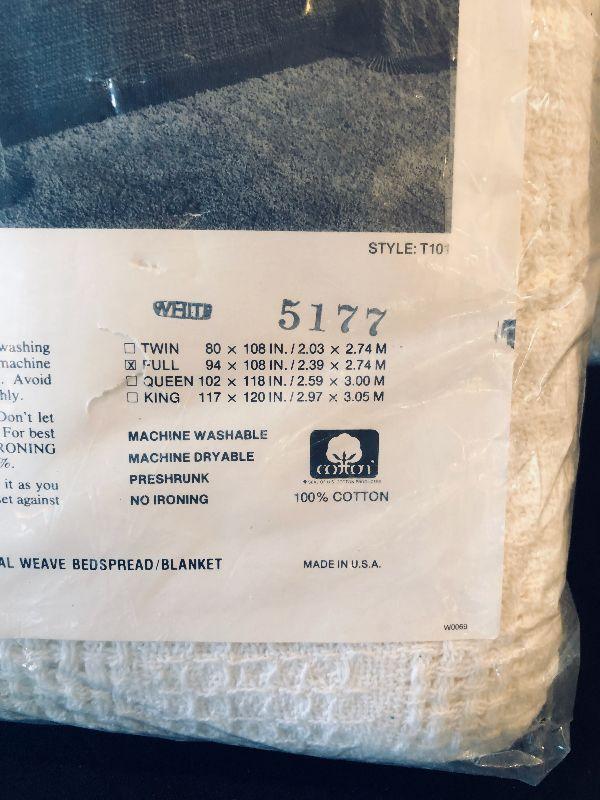 STYLE: T101
WHITE 5177
washing
machine
. Avoid
hly.
Don't let
For best
RONING
%.
it as you
et against
☐ TWIN 80 × 108 IN. / 2.03 × 2.74 M
☒ FULL 94 × 108 IN. / 2.39 × 2.74 M
☐ QUEEN 102 × 118 IN. / 2.59 × 3.00 M
☐ KING 117 × 120 IN. / 2.97 × 3.05 M
MACHINE WASHABLE
MACHINE DRYABLE
PRESHRUNK
NO IRONING
cotton
100% COTTON
AL WEAVE BEDSPREAD/BLANKET
MADE IN U.S.A.
W0069